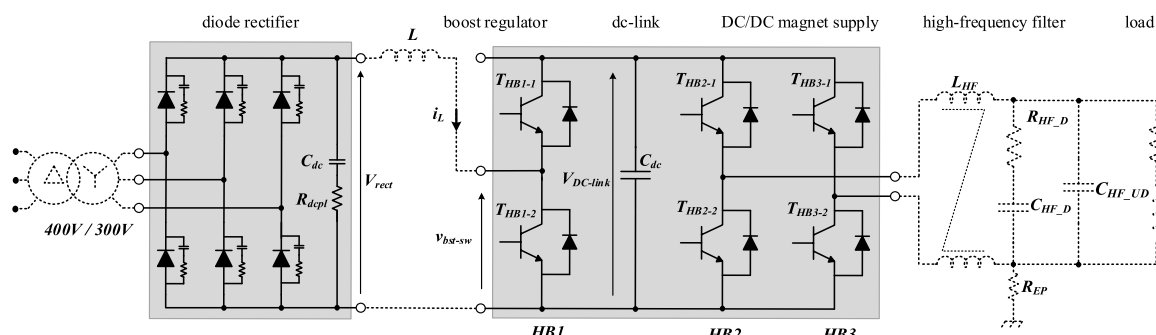 diode rectifier
boost regulator
dc-link
DC/DC magnet supply
high-frequency filter
load
L
T_HB1-1
T_HB2-1
T_HB3-1
L_HF
R_HF_D
i_L
C_dc
V_rect
R_dcpl
C_dc
V_DC-link
C_HF_UD
C_HF_D
T_HB1-2
T_HB2-2
T_HB3-2
400V / 300V
v_bst-sw
R_EP
HB1
HB2
HB3